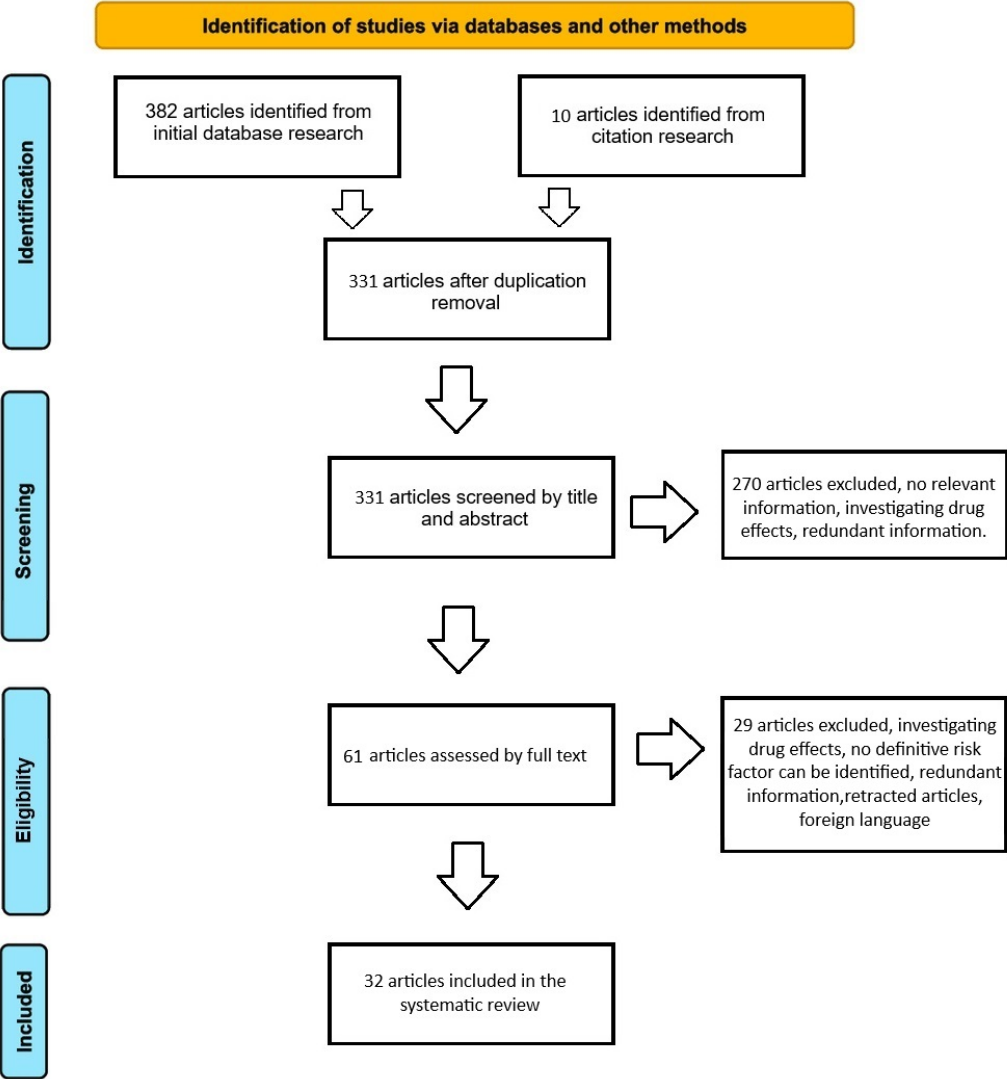 Identification of studies via databases and other methods
Identification
382 articles identified from
initial database research
10 articles identified from
citation research
331 articles after duplication
removal
Screening
331 articles screened by title
and abstract
270 articles excluded, no relevant
information, investigating drug
effects, redundant information.
Eligibility
61 articles assessed by full text
29 articles excluded, investigating
drug effects, no definitive risk
factor can be identified, redundant
information,retracted articles,
foreign language
Included
32 articles included in the
systematic review